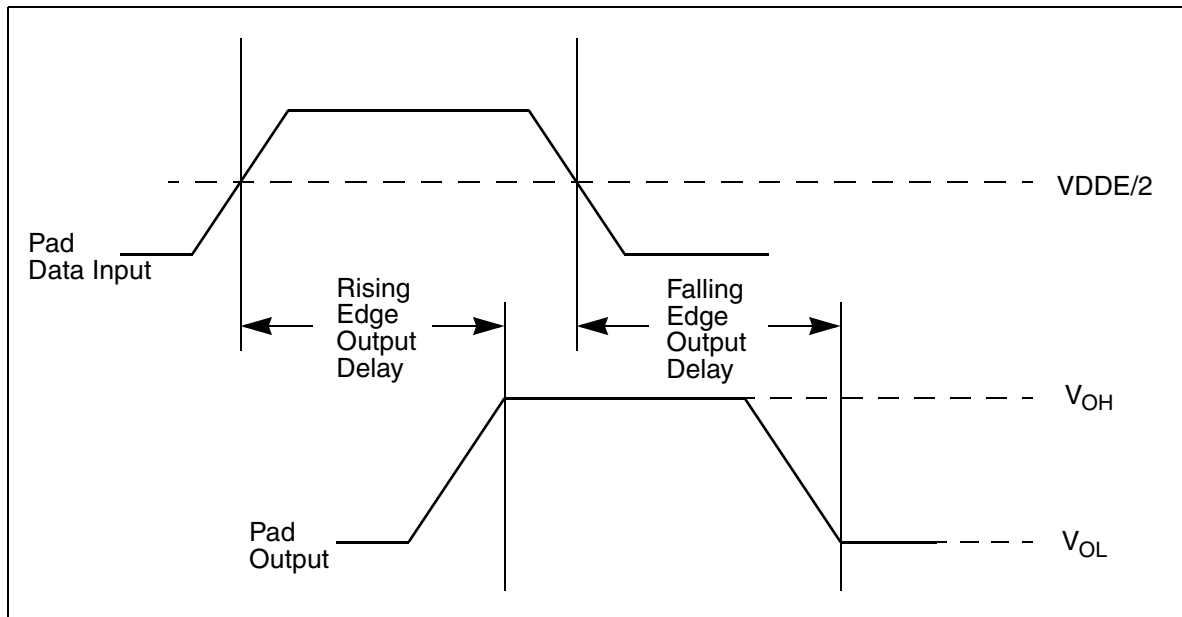 VDDE/2
Pad
Data Input
Rising
Edge
Output
Delay
Falling
Edge
Output
Delay
VOH
Pad
Output
VOL